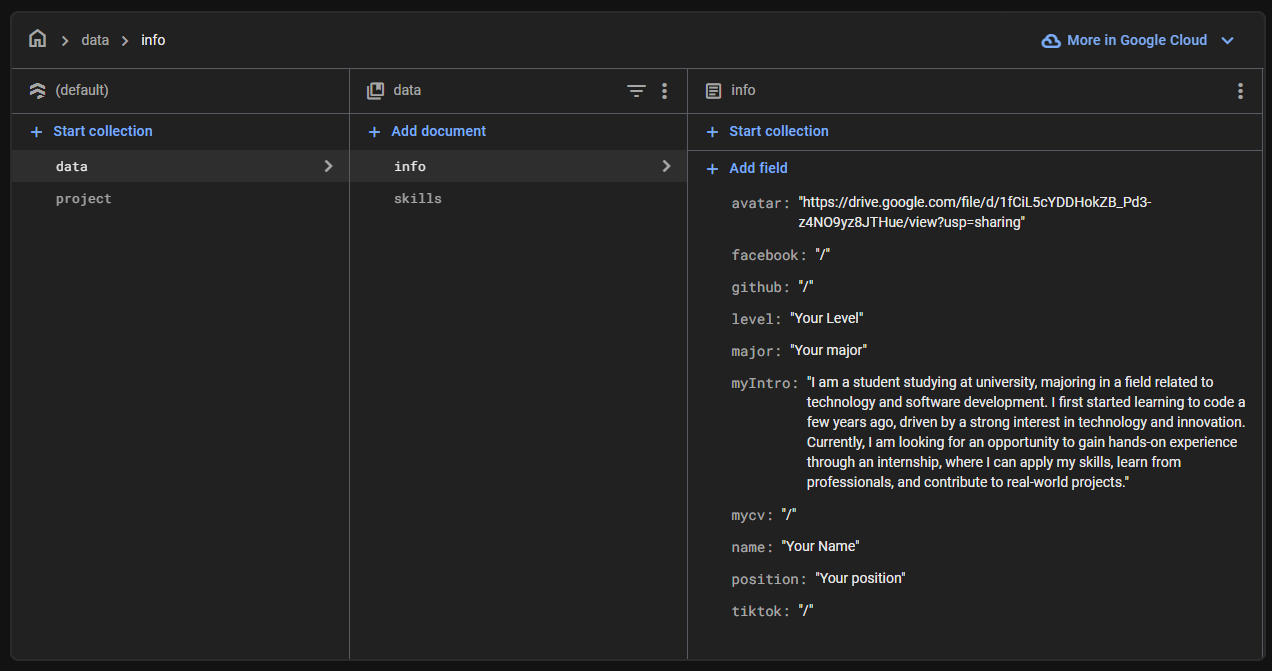 data info
More in Google Cloud
(default)
data
info
+ Start collection
+ Add document
+ Start collection
data
project
info
skills
+ Add field
avatar: "https://drive.google.com/file/d/1fCiL5cYDDHokZB_Pd3-
z4NO9yz8JTHue/view?usp=sharing"
facebook: "/"
github: "/"
level: "Your Level"
major: "Your major"
myIntro: "I am a student studying at university, majoring in a field related to
technology and software development. I first started learning to code a
few years ago, driven by a strong interest in technology and innovation.
Currently, I am looking for an opportunity to gain hands-on experience
through an internship, where I can apply my skills, learn from
professionals, and contribute to real-world projects."
mycv: "/"
name: "Your Name"
position: "Your position"
tiktok: "/"